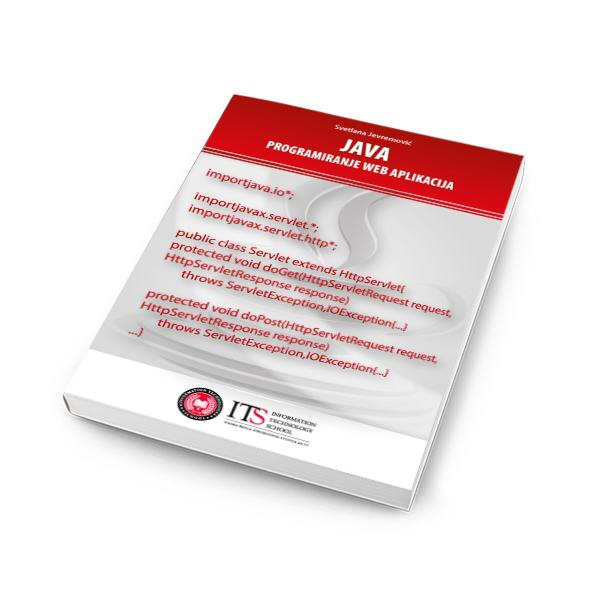 Svetlana Jevremović
JAVA
PROGRAMIRANJE WEB APLIKACIJA
importjava.io*;
importjavax.servlet.*;
importjavax.servlet.http*;
public class Servlet extends HttpServlet{
protected void doGet(HttpServletRequest request,
HttpServletResponse response)
throws ServletException,IOException{...}
protected void doPost(HttpServletRequest request,
HttpServletResponse response)
throws ServletException,IOException{...}
...}
ITS
INFORMATION
TECHNOLOGY
SCHOOL